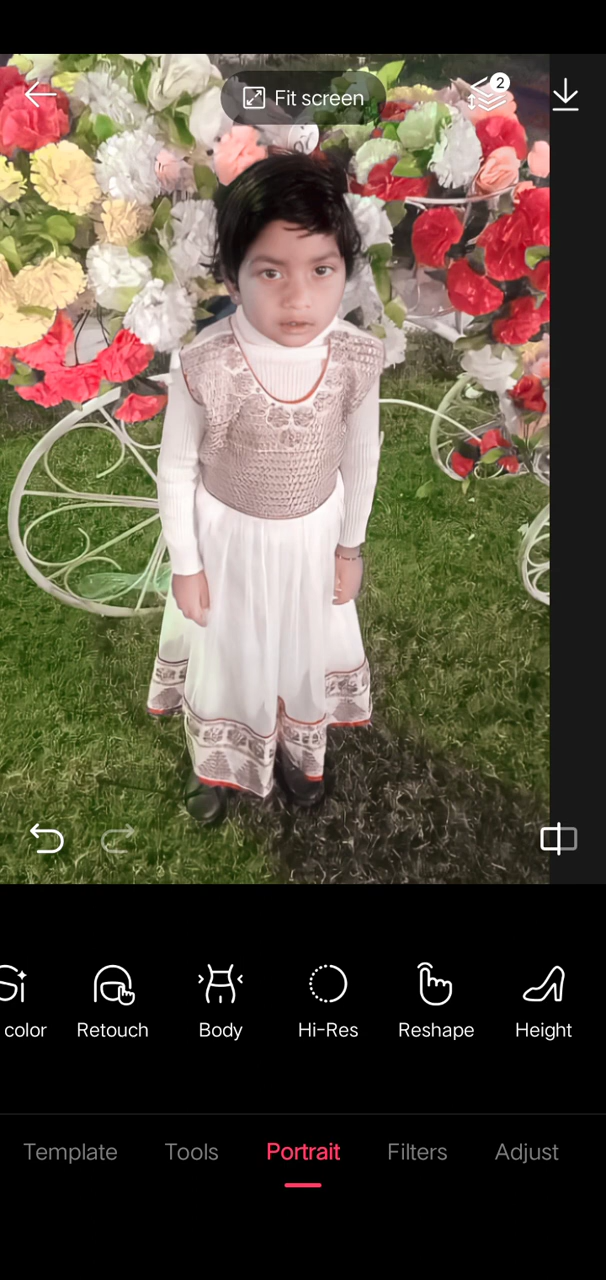 Fit screen
2
color
Retouch
Body
Hi-Res
Reshape
Height
Template
Tools
Portrait
Filters
Adjust